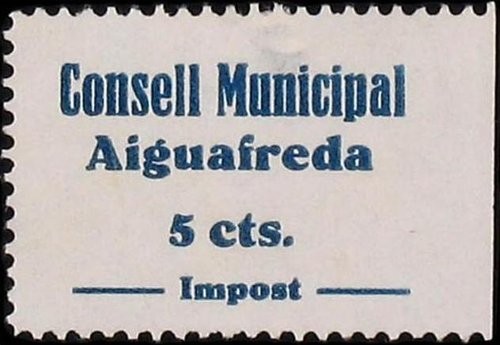 Consell Municipal
Aiguafreda
5 cts.
Impost